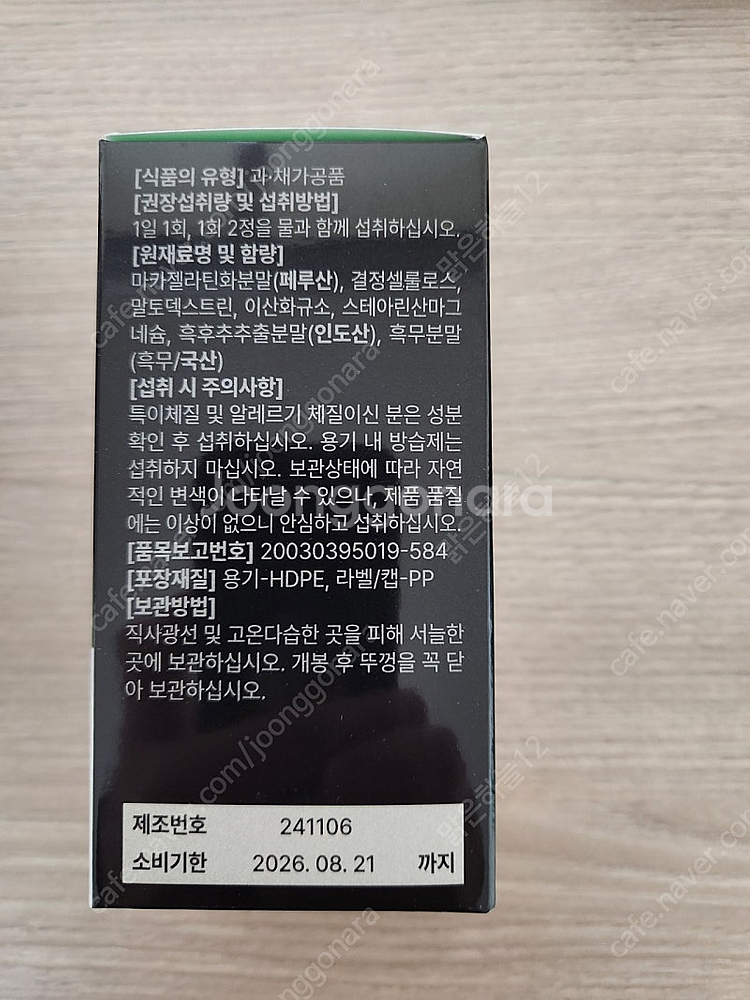 [식품의 유형] 과·채가공품
[권장섭취량 및 섭취방법]
1일 1회, 1회 2정을 물과 함께 섭취하십시오.
[원재료명 및 함량]
마카젤라틴화분말(페루산), 결정셀룰로스,
말토덱스트린, 이산화규소, 스테아린산마그
네슘, 흑후추추출분말(인도산), 흑무분말
(흑무/국산)
[섭취 시 주의사항]
특이체질 및 알레르기 체질이신 분은 성분
확인 후 섭취하십시오. 용기 내 방습제는
섭취하지 마십시오. 보관상태에 따라 자연
적인 변색이 나타날 수 있으나, 제품 품질
에는 이상이 없으니 안심하고 섭취하십시오.
[품목보고번호] 20030395019-584
[포장재질] 용기-HDPE, 라벨/캡-PP
[보관방법]
직사광선 및 고온다습한 곳을 피해 서늘한
곳에 보관하십시오. 개봉 후 뚜껑을 꼭 닫
아 보관하십시오.
제조번호 241106
소비기한 2026. 08. 21 까지
joonggonara
cafe.naver.com/joonggonara
맑은하늘12